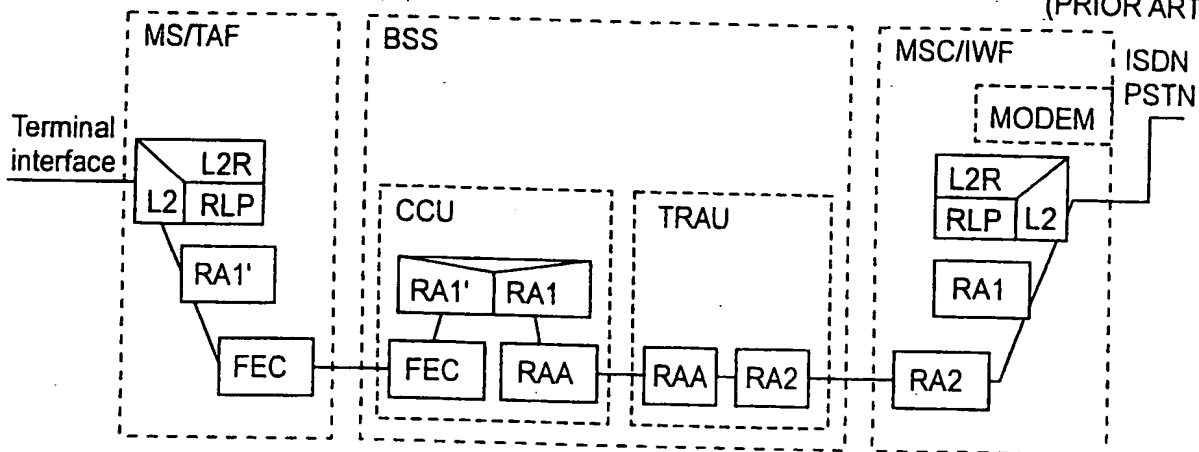 (PRIOR ART
MS/TAF
BSS
MSC/IWF
ISDN
PSTN
MODEM
Terminal
interface
L2R
L2 RLP
L2R
RLP L2
CCU
TRAU
RA1'
RA1' RA1
RA1
FEC
FEC
RAA
RAA
RA2
RA2